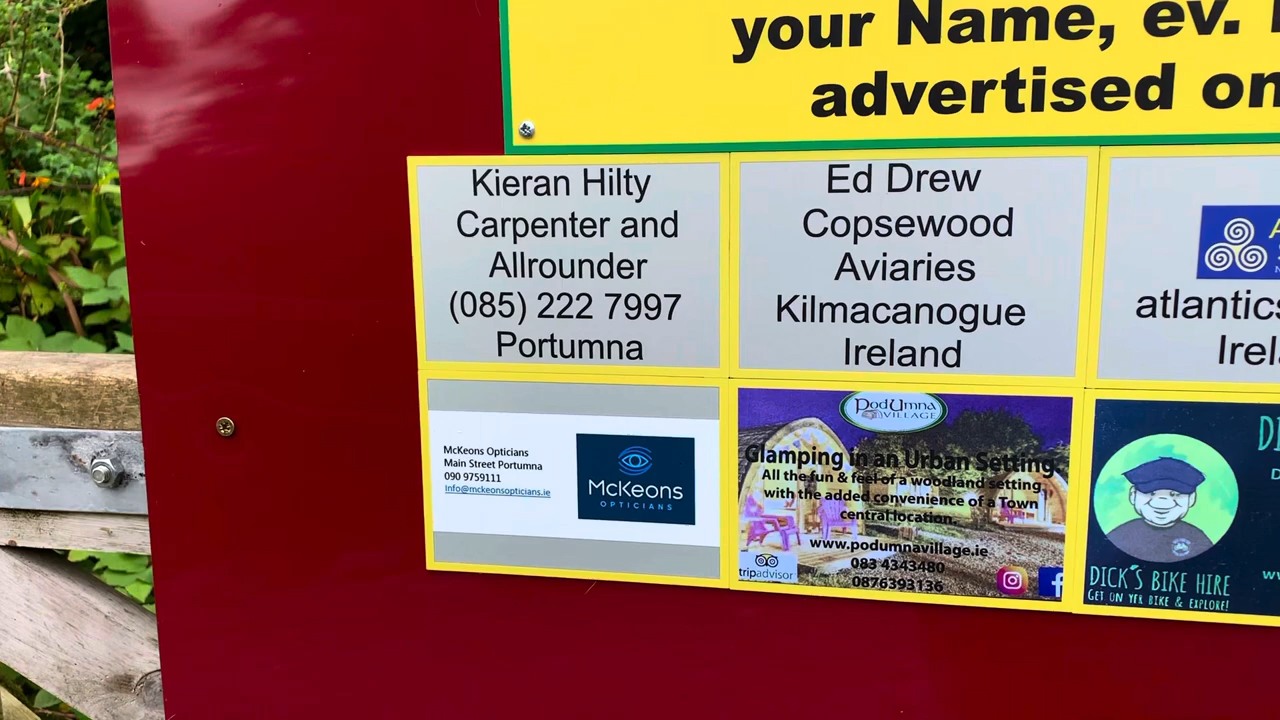 your Name, ev.
advertised on
Kieran Hilty
Carpenter and
Allrounder
(085) 222 7997
Portumna
Ed Drew
Copsewood
Aviaries
Kilmacanogue
Ireland
McKeons Opticians
Main Street Portumna
090 9759111
Info@mckeonsopticians.ie
McKeons
OPTICIANS
PodUmna
VILLAGE
Glamping in an Urban Setting.
All the fun & feel of a woodland setting
with the added convenience of a Town
central location.
www.podumnavillage.ie
083 4343480
0876393136
tripadvisor
DICK'S BIKE HIRE
GET ON YER BIKE & EXPLORE!